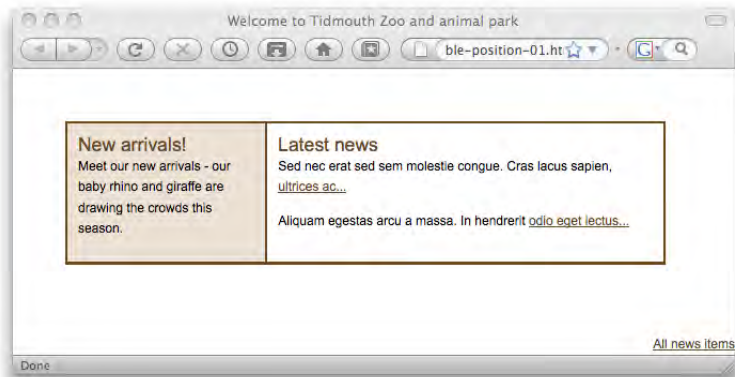 Welcome to Tidmouth Zoo and animal park
ble-position-01.ht
G
New arrivals!
Meet our new arrivals - our
baby rhino and giraffe are
drawing the crowds this
season.
Latest news
Sed nec erat sed sem molestie congue. Cras lacus sapien,
ultrices ac...
Aliquam egestas arcu a massa. In hendrerit odio eget lectus...
All news items
Done